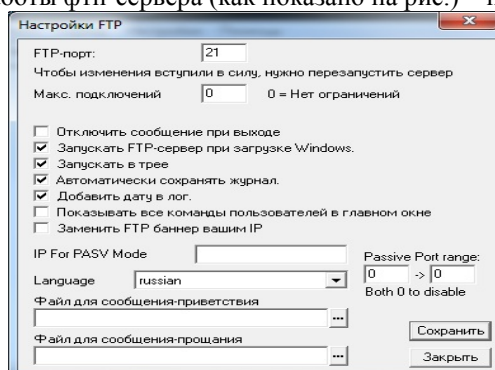 боты фтп-сервера (как показано на рис.)
Настройки FTP
FTP-порт: 21
Чтобы изменения вступили в силу, нужно перезапустить сервер
Макс. подключений 0 0 = Нет ограничений
Отключить сообщение при выходе
Запускать FTP-сервер при загрузке Windows.
Запускать в трее
Автоматически сохранять журнал.
Добавить дату в лог.
Показывать все команды пользователей в главном окне
Заменить FTP баннер вашим IP
IP For PASV Mode
Passive Port range:
0 -> 0
Both 0 to disable
Language russian
Файл для сообщения-приветствия
...
Файл для сообщения-прощания
...
Сохранить
Закрыть